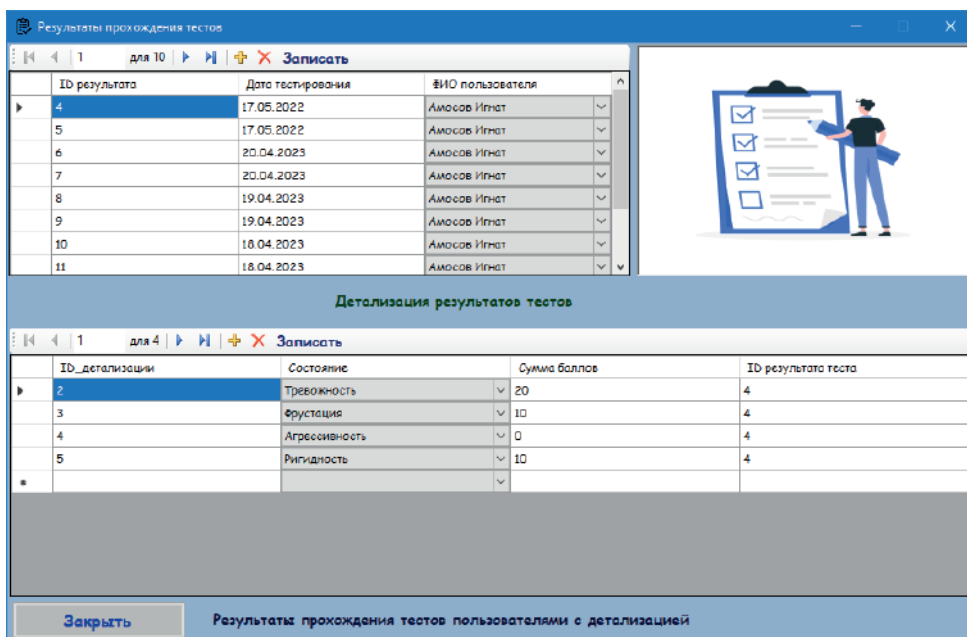 Результаты прохождения тестов
1 для 10 Записать
ID результата Дата тестирования ФИО пользователя
4 17.05.2022 Амосов Игнат
5 17.05.2022 Амосов Игнат
6 20.04.2023 Амосов Игнат
7 20.04.2023 Амосов Игнат
8 19.04.2023 Амосов Игнат
9 19.04.2023 Амосов Игнат
10 18.04.2023 Амосов Игнат
11 18.04.2023 Амосов Игнат
Детализация результатов тестов
1 для 4 Записать
ID_детализации Состояние Сумма баллов ID результата теста
2 Тревожность 20 4
3 Фрустация 10 4
4 Агрессивность 0 4
5 Ригидность 10 4
Закрыть Результаты прохождения тестов пользователями с детализацией